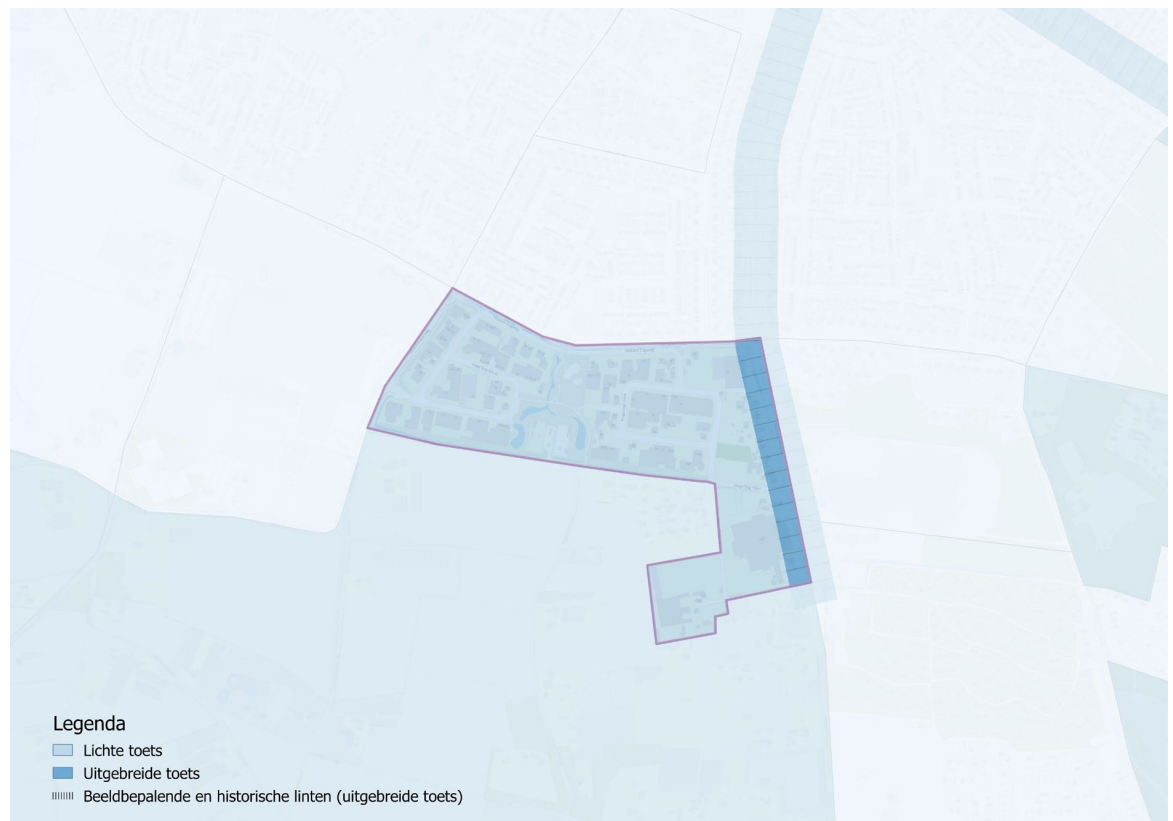 Legenda
Lichte toets
Uitgebreide toets
Beeldbepalende en historische linten (uitgebreide toets)